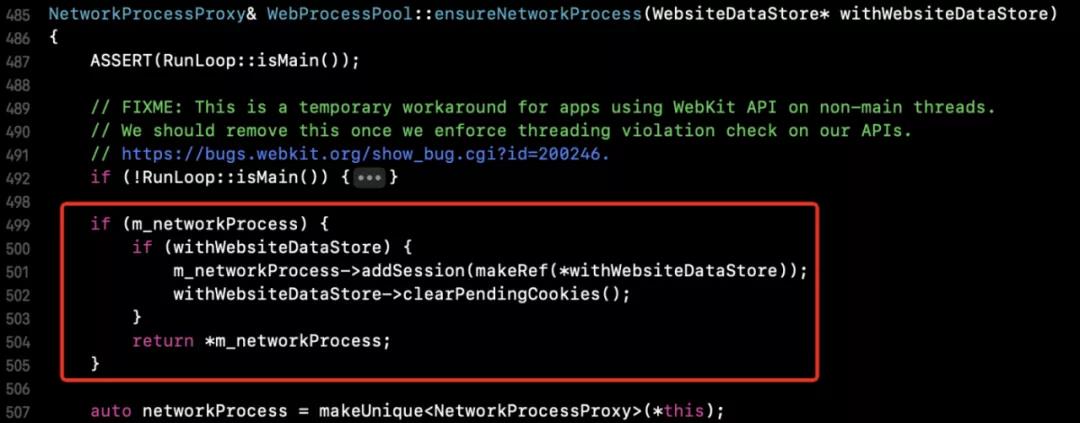 485 NetworkProcessProxy& WebProcessPool::ensureNetworkProcess(WebsiteDataStore* withWebsiteDataStore)
486 {
487     ASSERT(RunLoop::isMain());
488
489     // FIXME: This is a temporary workaround for apps using WebKit API on non-main threads.
490     // We should remove this once we enforce threading violation check on our APIs.
491     // https://bugs.webkit.org/show_bug.cgi?id=200246.
492     if (!RunLoop::isMain()) {•••}
498
499     if (m_networkProcess) {
500         if (withWebsiteDataStore) {
501             m_networkProcess->addSession(makeRef(*withWebsiteDataStore));
502             withWebsiteDataStore->clearPendingCookies();
503         }
504         return *m_networkProcess;
505     }
506
507     auto networkProcess = makeUnique<NetworkProcessProxy>(*this);